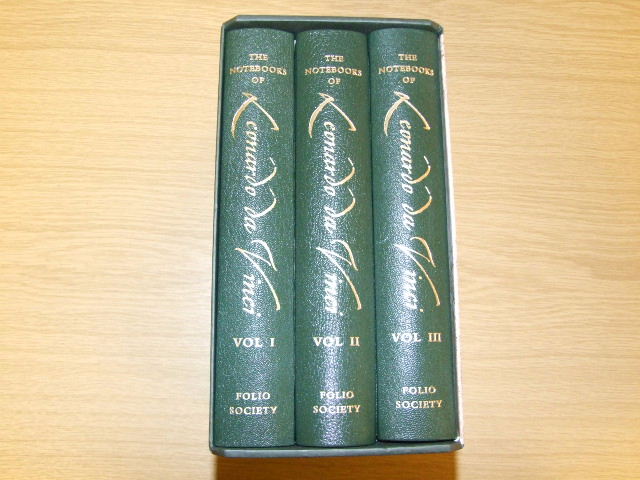 THE
NOTEBOOKS
OF
Leonardo da Vinci
VOL I
FOLIO
SOCIETY
THE
NOTEBOOKS
OF
Leonardo da Vinci
VOL II
FOLIO
SOCIETY
THE
NOTEBOOKS
OF
Leonardo da Vinci
VOL III
FOLIO
SOCIETY